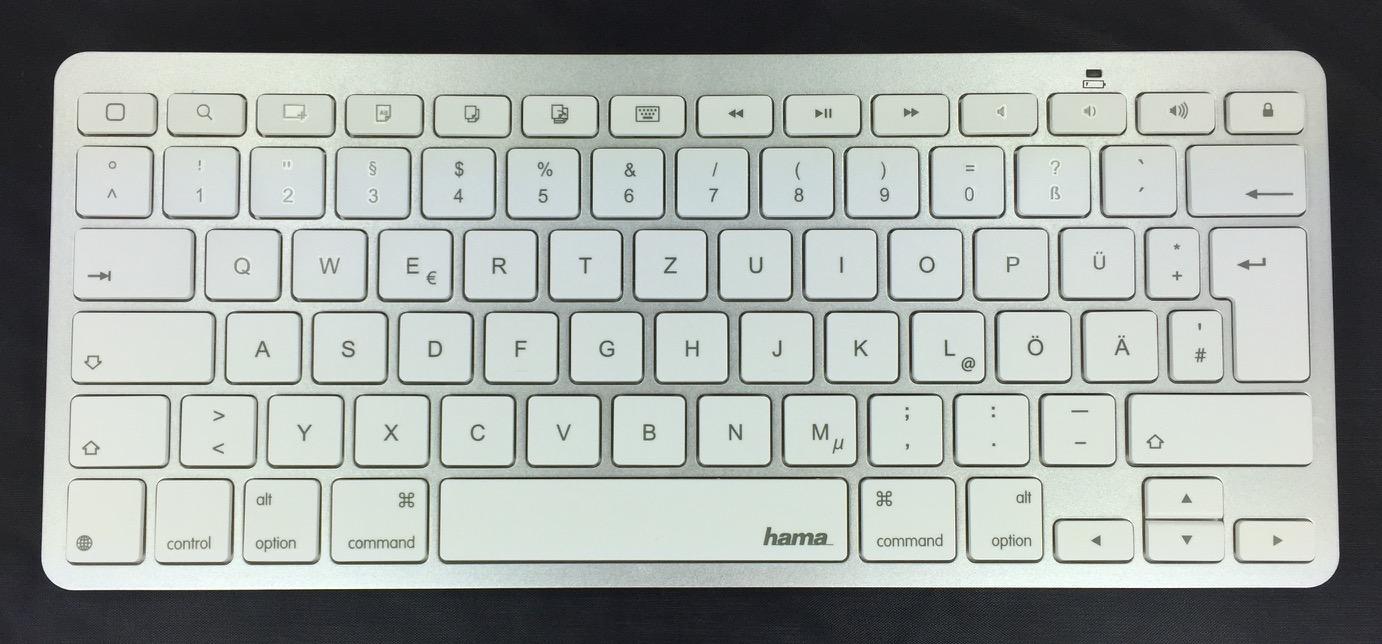 ° ! " § $ % & / ( ) = ? `
^ 1 2 3 4 5 6 7 8 9 0 ß ´
Q W E € R T Z U I O P Ü * +
A S D F G H J K L @ Ö Ä ' #
> < Y X C V B N M µ ; , : . — –
alt ⌘ ⌘ alt
control option command hama command option